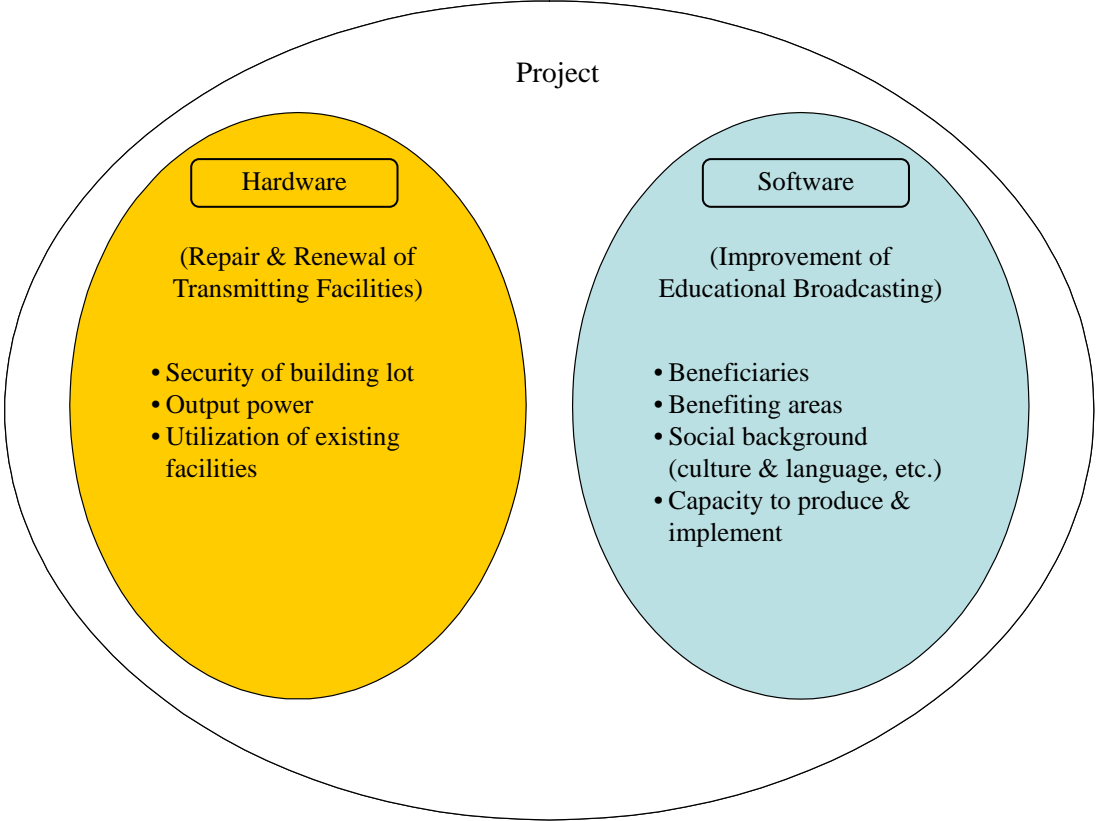 Project
Hardware
(Repair & Renewal of
Transmitting Facilities)
• Security of building lot
• Output power
• Utilization of existing
facilities
Software
(Improvement of
Educational Broadcasting)
• Beneficiaries
• Benefiting areas
• Social background
(culture & language, etc.)
• Capacity to produce &
implement